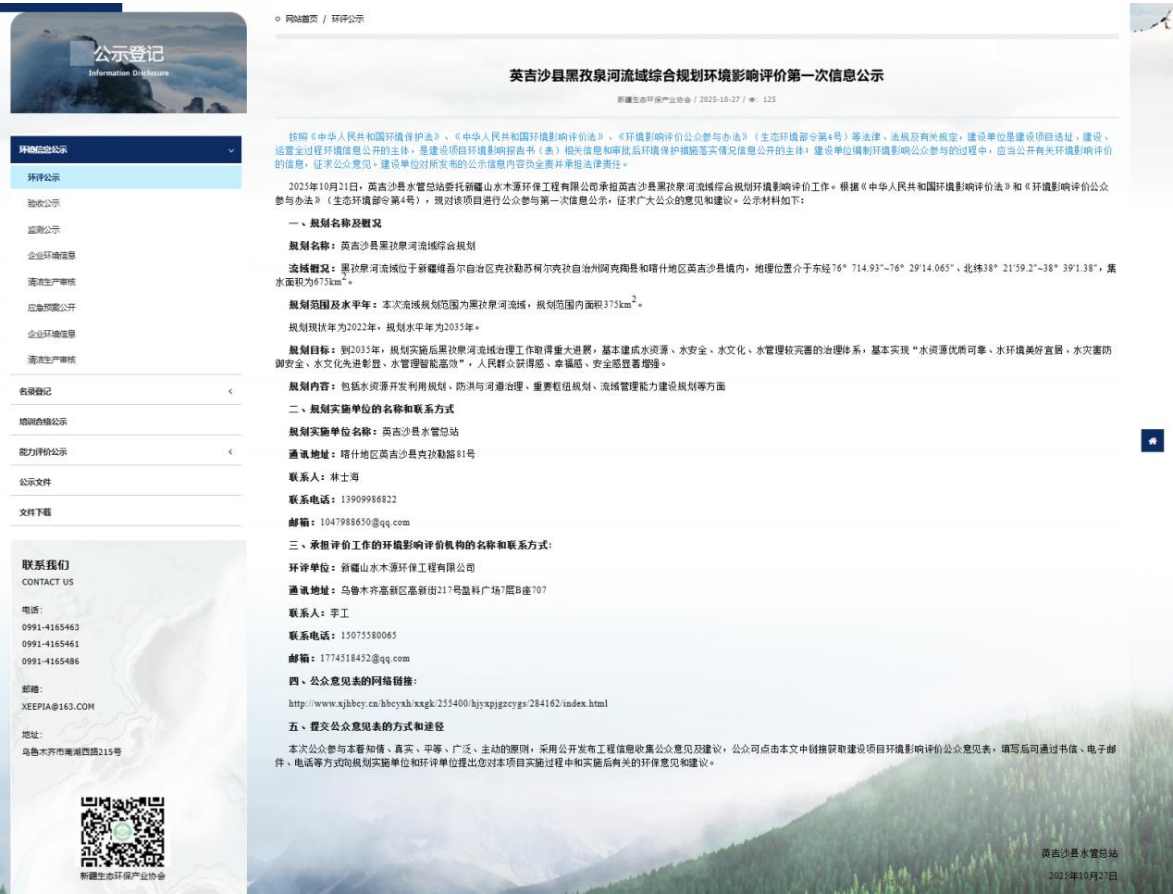 公示登记
Information Disclosure
环境信息公示
环评公示
验收公示
监测公示
企业环境信息
清洁生产审核
应急预案公开
企业环境信息
清洁生产审核
名录登记
培训合格公示
能力评价公示
公示文件
文件下载
联系我们
CONTACT US
电话:
0991-4165463
0991-4165461
0991-4165486
邮箱:
XEEPIA@163.COM
地址:
乌鲁木齐市南湖西路215号
新疆生态环保产业协会
网站首页 / 环评公示
英吉沙县黑孜泉河流域综合规划环境影响评价第一次信息公示
新疆生态环保产业协会 / 2025-10-27 / : 125
按照《中华人民共和国环境保护法》、《中华人民共和国环境影响评价法》、《环境影响评价公众参与办法》（生态环境部令第4号）等法律、法规及有关规定，建设单位是建设项目选址、建设、
运营全过程环境信息公开的主体，是建设项目环境影响报告书（表）相关信息和审批后环境保护措施落实情况信息公开的主体；建设单位编制环境影响公众参与的过程中，应当公开有关环境影响评价
的信息，征求公众意见。建设单位对所发布的公示信息内容负全责并承担法律责任。
2025年10月21日，英吉沙县水管总站委托新疆山水木源环保工程有限公司承担英吉沙县黑孜泉河流域综合规划环境影响评价工作。根据《中华人民共和国环境影响评价法》和《环境影响评价公众
参与办法》（生态环境部令第4号），现对该项目进行公众参与第一次信息公示，征求广大公众的意见和建议。公示材料如下：
一、规划名称及概况
规划名称：英吉沙县黑孜泉河流域综合规划
流域概况：黑孜泉河流域位于新疆维吾尔自治区克孜勒苏柯尔克孜自治州阿克陶县和喀什地区英吉沙县境内，地理位置介于东经76° 714.93"~76° 29'14.065"、北纬38° 21'59.2"~38° 39'1.38"，集
水面积为675km²。
规划范围及水平年：本次流域规划范围为黑孜泉河流域，规划范围内面积375km²。
规划现状年为2022年，规划水平年为2035年。
规划目标：到2035年，规划实施后黑孜泉河流域治理工作取得重大进展，基本建成水资源、水安全、水文化、水管理较完善的治理体系，基本实现“水资源优质可靠、水环境美好宜居、水灾害防
御安全、水文化先进彰显、水管理智能高效”，人民群众获得感、幸福感、安全感显著增强。
规划内容：包括水资源开发利用规划、防洪与河道治理、重要枢纽规划、流域管理能力建设规划等方面
二、规划实施单位的名称和联系方式
规划实施单位名称：英吉沙县水管总站
通讯地址：喀什地区英吉沙县克孜勒路81号
联系人：林士海
联系电话：13909986822
邮箱：1047988650@qq.com
三、承担评价工作的环境影响评价机构的名称和联系方式:
环评单位：新疆山水木源环保工程有限公司
通讯地址：乌鲁木齐高新区高新街217号盈科广场7层B座707
联系人：李工
联系电话：15075580065
邮箱：1774518452@qq.com
四、公众意见表的网络链接:
http://www.xjhbcy.cn/hbcyxh/xxgk/255400/hjyxpjgzcygs/284162/index.html
五、提交公众意见表的方式和途径
本次公众参与本着知情、真实、平等、广泛、主动的原则，采用公开发布工程信息收集公众意见及建议，公众可点击本文中链接获取建设项目环境影响评价公众意见表，填写后可通过书信、电子邮
件、电话等方式向规划实施单位和环评单位提出您对本项目实施过程中和实施后有关的环保意见和建议。
英吉沙县水管总站
2025年10月27日